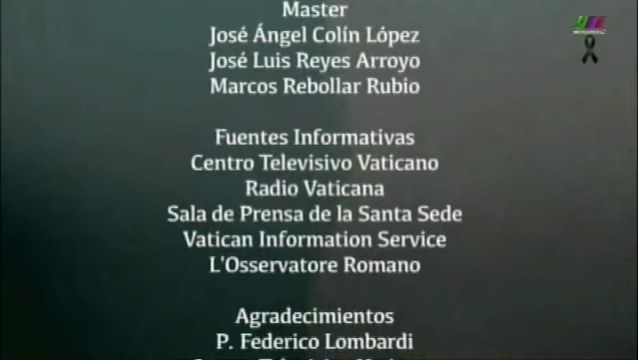 Master
José Ángel Colín López
José Luis Reyes Arroyo
Marcos Rebollar Rubio
Fuentes Informativas
Centro Televisivo Vaticano
Radio Vaticana
Sala de Prensa de la Santa Sede
Vatican Information Service
L'Osservatore Romano
Agradecimientos
P. Federico Lombardi